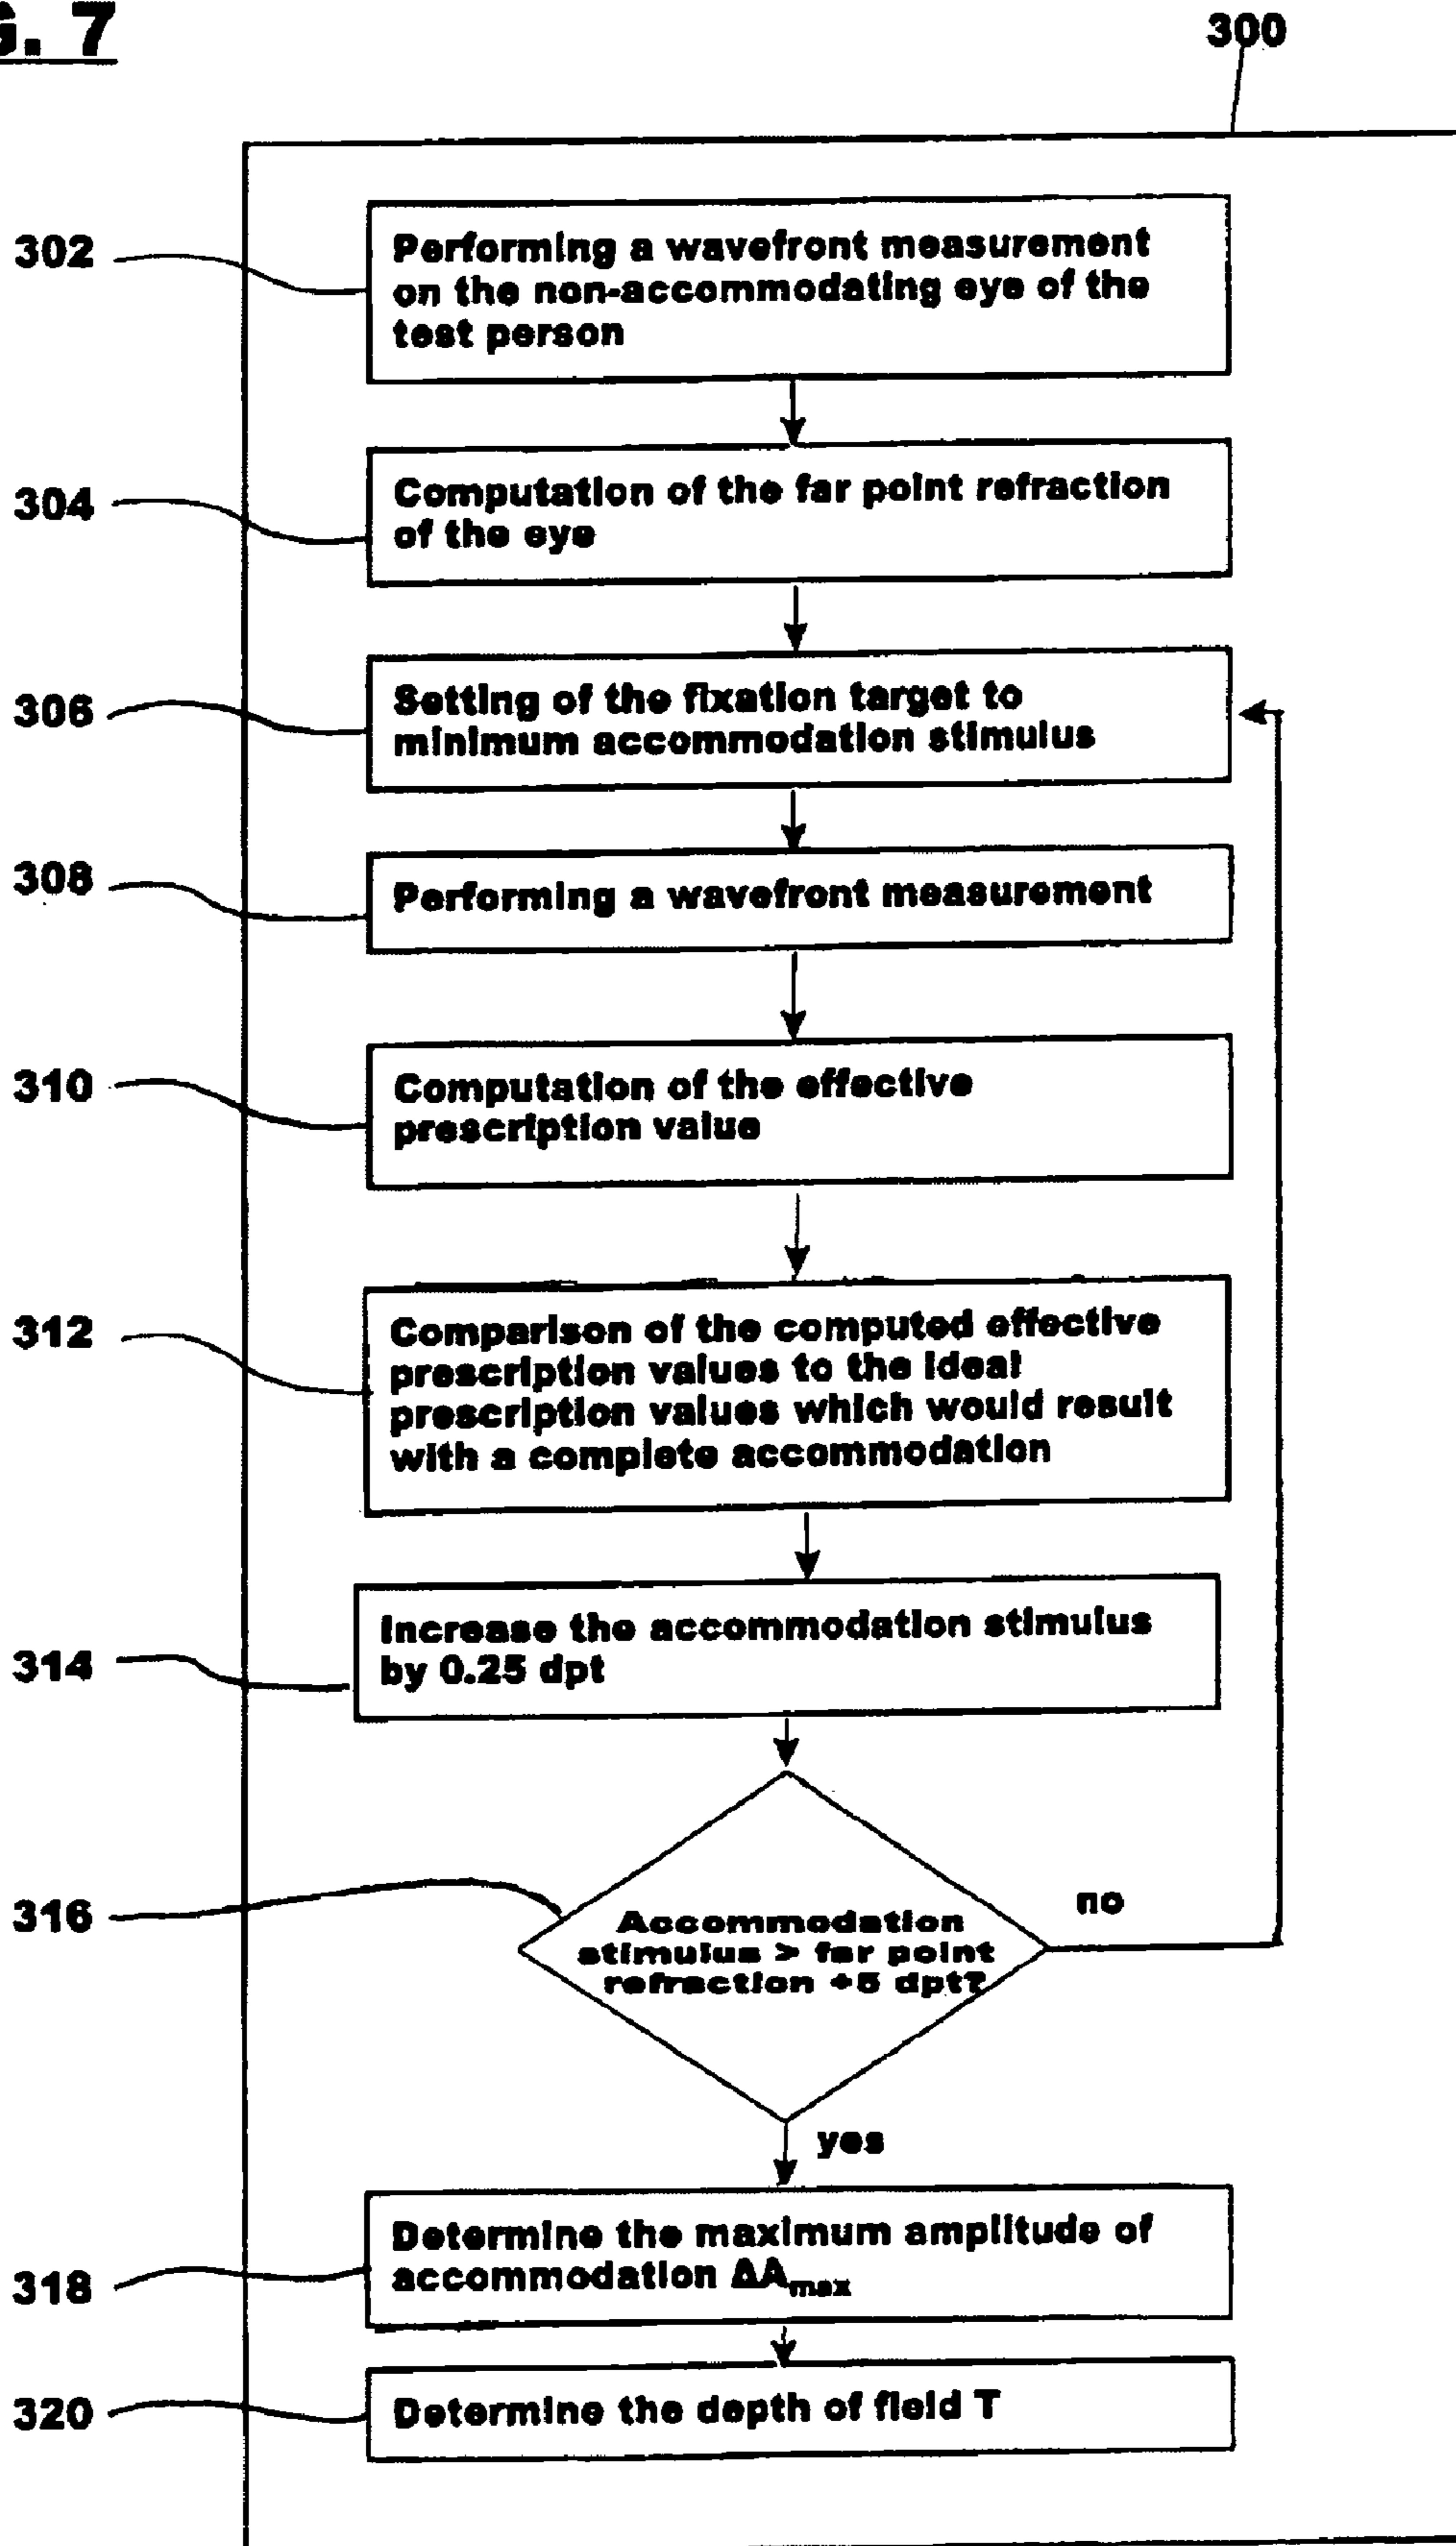 G. 7
300
302
Performing a wavefront measurement
on the non-accommodating eye of the
test person
304
Computation of the far point refraction
of the eye
306
Setting of the fixation target to
minimum accommodation stimulus
308
Performing a wavefront measurement
310
Computation of the effective
prescription value
312
Comparison of the computed effective
prescription values to the ideal
prescription values which would result
with a complete accommodation
314
Increase the accommodation stimulus
by 0.25 dpt
316
Accommodation
stimulus > far point
refraction +5 dpt?
no
yes
318
Determine the maximum amplitude of
accommodation ΔAmax
320
Determine the depth of field T